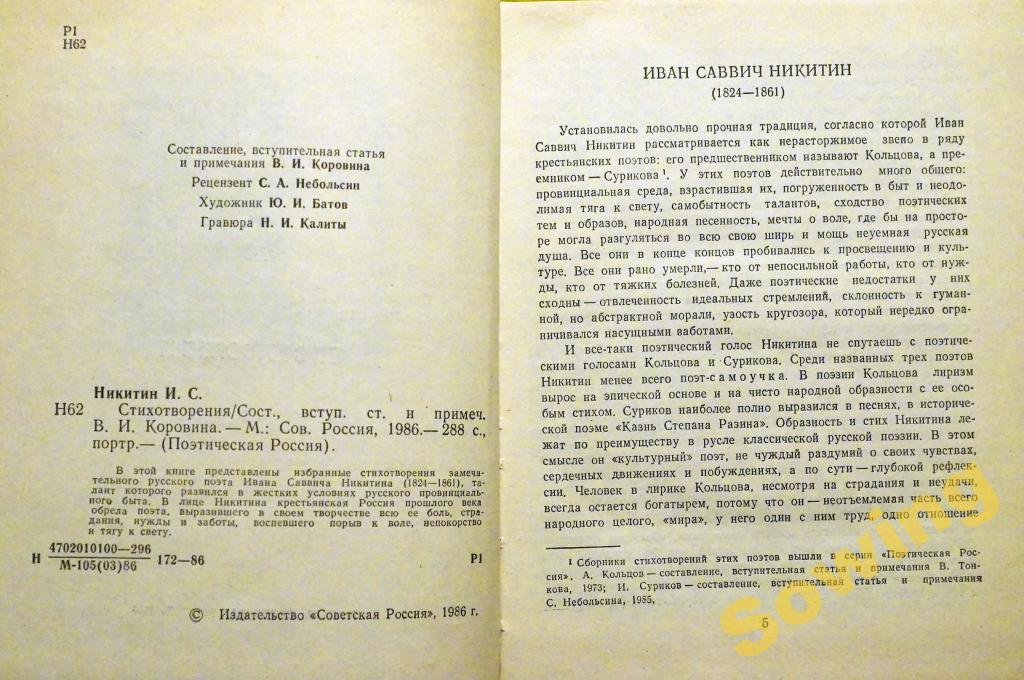 Р1
Н62
Составление, вступительная статья
и примечания В. И. Коровина
Рецензент С. А. Небольсин
Художник Ю. И. Батов
Гравюра Н. И. Калиты
Никитин И. С.
Н62 Стихотворения/Сост., вступ. ст. и примеч.
В. И. Коровина.— М.: Сов. Россия, 1986.— 288 с.,
портр.— (Поэтическая Россия).
В этой книге представлены избранные стихотворения замеча-
тельного русского поэта Ивана Саввича Никитина (1824—1861), та-
лант которого развился в жестких условиях русского провинциаль-
ного быта. В лице Никитина крестьянская Россия прошлого века
обрела поэта, выразившего в своем творчестве всю ее боль, стра-
дания, нужды и заботы, воспевшего порыв к воле, непокорство
и тягу к свету.
Н 4702010100—296
М-105(03)86 172—86 Р1
© Издательство «Советская Россия», 1986 г.
ИВАН САВВИЧ НИКИТИН
(1824—1861)
Установилась довольно прочная традиция, согласно которой Иван
Саввич Никитин рассматривается как нерасторжимое звено в ряду
крестьянских поэтов: его предшественником называют Кольцова, а пре-
емником — Сурикова¹. У этих поэтов действительно много общего:
провинциальная среда, взрастившая их, погруженность в быт и неодо-
лимая тяга к свету, самобытность талантов, сходство поэтических
тем и образов, народная песенность, мечты о воле, где бы на просто-
ре могла разгуляться во всю свою ширь и мощь неуемная русская
душа. Все они в конце концов пробивались к просвещению и куль-
туре. Все они рано умерли,— кто от непосильной работы, кто от нуж-
ды, кто от тяжких болезней. Даже поэтические недостатки у них
сходны — отвлеченность идеальных стремлений, склонность к гуман-
ной, но абстрактной морали, узость кругозора, который нередко огра-
ничивался насущными ваботами.
И все-таки поэтический голос Никитина не спутаешь с поэтиче-
скими голосами Кольцова и Сурикова. Среди названных трех поэтов
Никитин менее всего поэт-самоучка. В поэзии Кольцова лиризм
вырос на эпической основе и на чисто народной образности с ее осо-
бым стихом. Суриков наиболее полно выразился в песнях, в историче-
ской поэме «Казнь Степана Разина». Образность и стих Никитина ле-
жат по преимуществу в русле классической русской поэзии. В этом
смысле он «культурный» поэт, не чуждый раздумий о своих чувствах,
сердечных движениях и побуждениях, а по сути — глубокой рефлек-
сии. Человек в лирике Кольцова, несмотря на страдания и неудачи,
всегда остается богатырем, потому что он — неотъемлемая часть всего
народного целого, «мира», у него один с ним труд, одно отношение
1 Сборники стихотворений этих поэтов вышли в серии «Поэтическая Рос-
сия». А. Кольцов — составление, вступительная статья и примечания В. Тон-
кова, 1973; И. Суриков — составление, вступительная статья и примечания
С. Небольсина, 1985,
5
Sowing